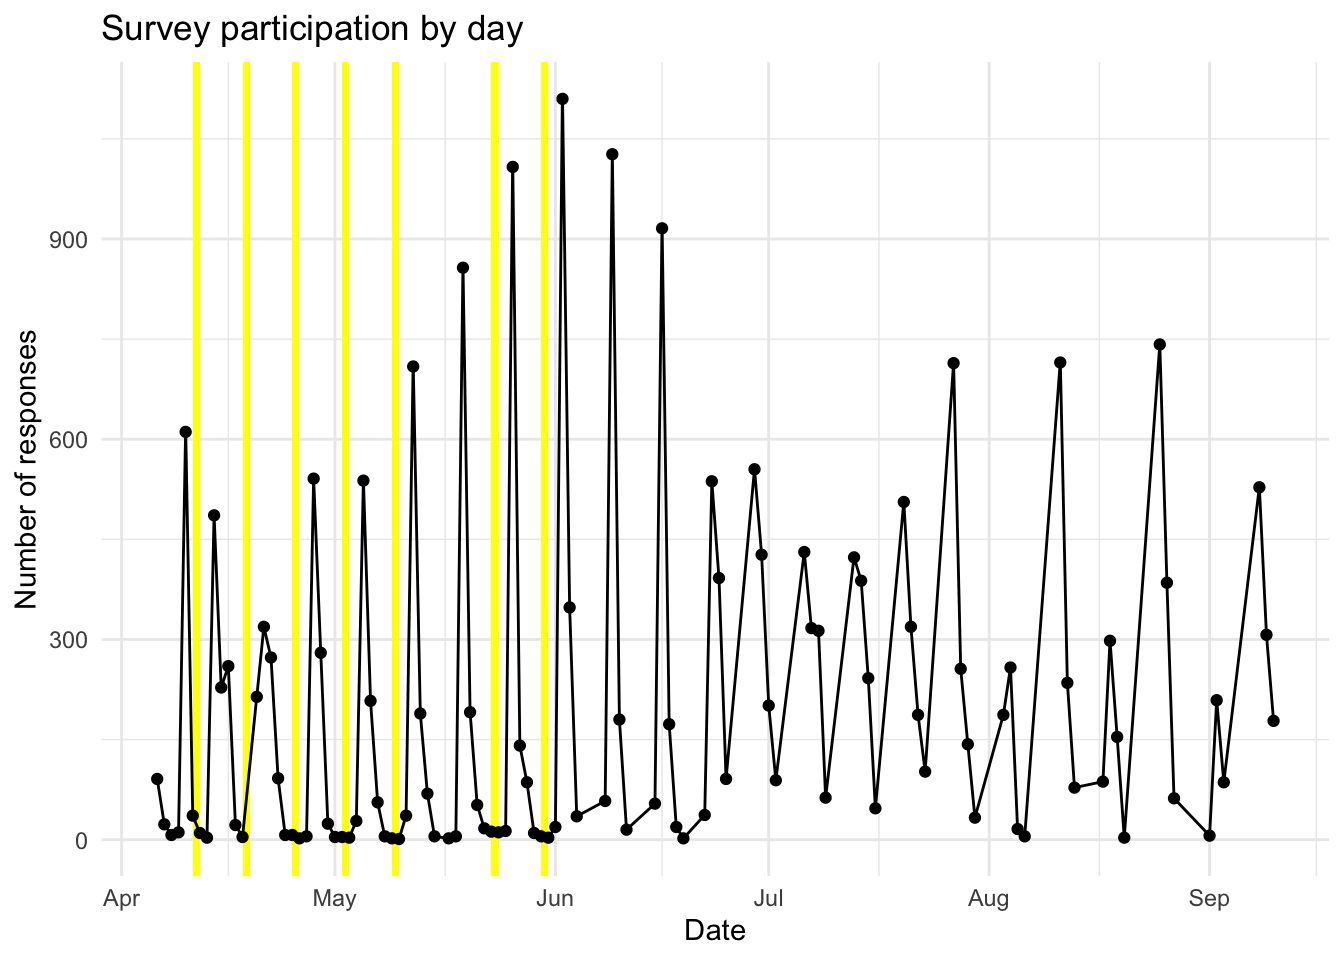 Survey participation by day
Number of responses
900
600
300
0
Apr May Jun Jul Aug Sep
Date